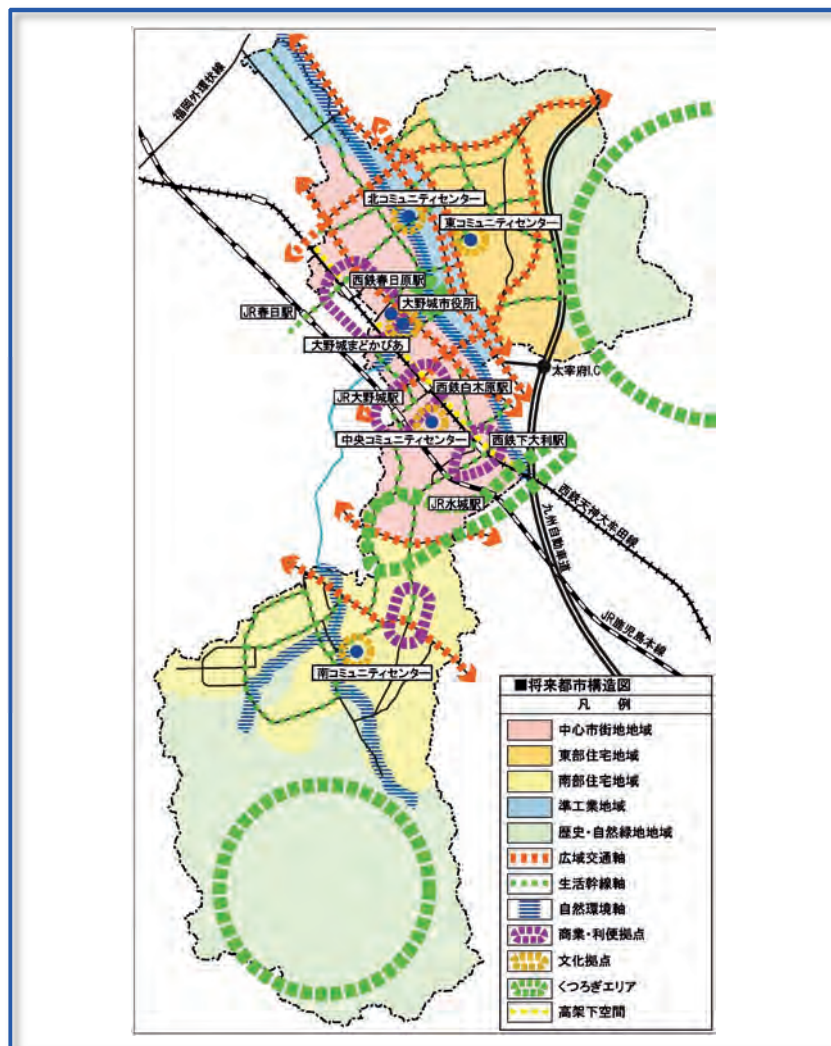 福岡外環状線
北コミュニティセンター
東コミュニティセンター
西鉄春日原駅
大野城市役所
JR春日駅
大野城まどかぴあ
太宰府I.C
西鉄白木原駅
JR大野城駅
中央コミュニティセンター
西鉄下大利駅
JR水城駅
西鉄天神大牟田線
九州自動車道
JR鹿児島本線
南コミュニティセンター
■将来都市構造図
凡 例
中心市街地地域
東部住宅地域
南部住宅地域
準工業地域
歴史・自然緑地地域
広域交通軸
生活幹線軸
自然環境軸
商業・利便拠点
文化拠点
くつろぎエリア
高架下空間